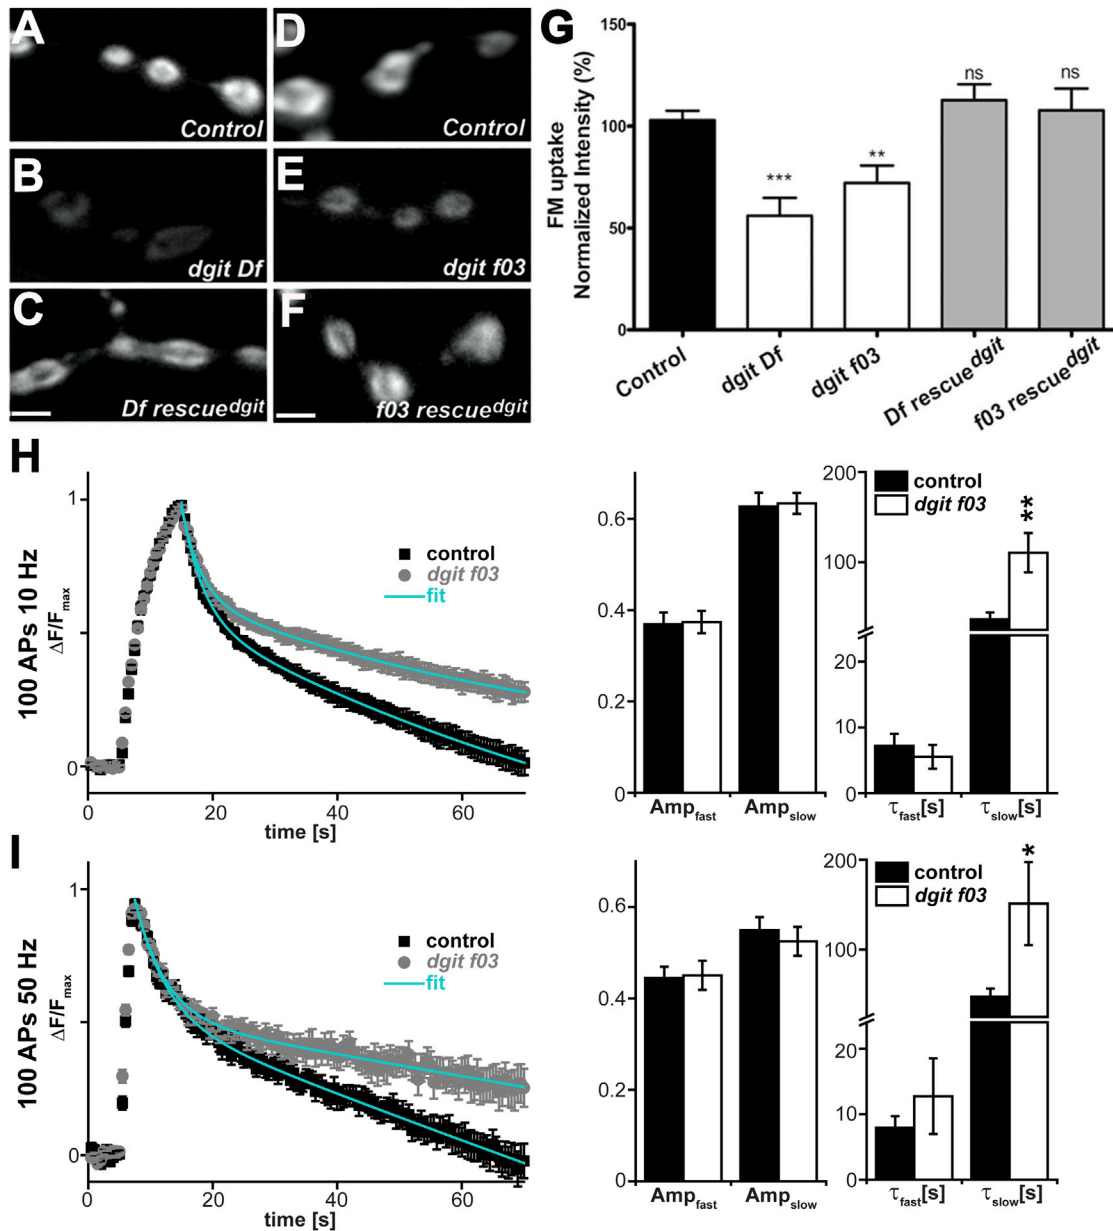 A
Control
B
dgit Df
C
Df rescue^dgit
D
Control
E
dgit f03
F
f03 rescue^dgit
G
FM uptake
Normalized Intensity (%)
150
100
50
0
***
**
ns
ns
Control
dgit Df
dgit f03
Df rescue^dgit
f03 rescue^dgit
H
100 APs 10 Hz
ΔF/F_max
1
0
control
dgit f03
fit
0 20 40 60
time [s]
0.6
0.4
0.2
0
Amp_fast Amp_slow
200
100
20
10
0
control
dgit f03
**
τ_fast[s] τ_slow[s]
I
100 APs 50 Hz
ΔF/F_max
1
0
control
dgit f03
fit
0 20 40 60
time [s]
0.6
0.4
0.2
0
Amp_fast Amp_slow
200
100
20
10
0
control
dgit f03
*
τ_fast[s] τ_slow[s]